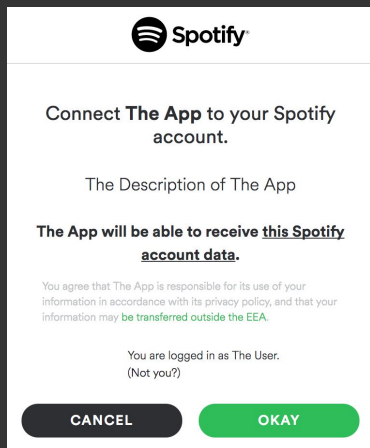 Spotify®
Connect The App to your Spotify
account.
The Description of The App
The App will be able to receive this Spotify
account data.
You agree that The App is responsible for its use of your
information in accordance with its privacy policy, and that your
information may be transferred outside the EEA.
You are logged in as The User.
(Not you?)
CANCEL
OKAY